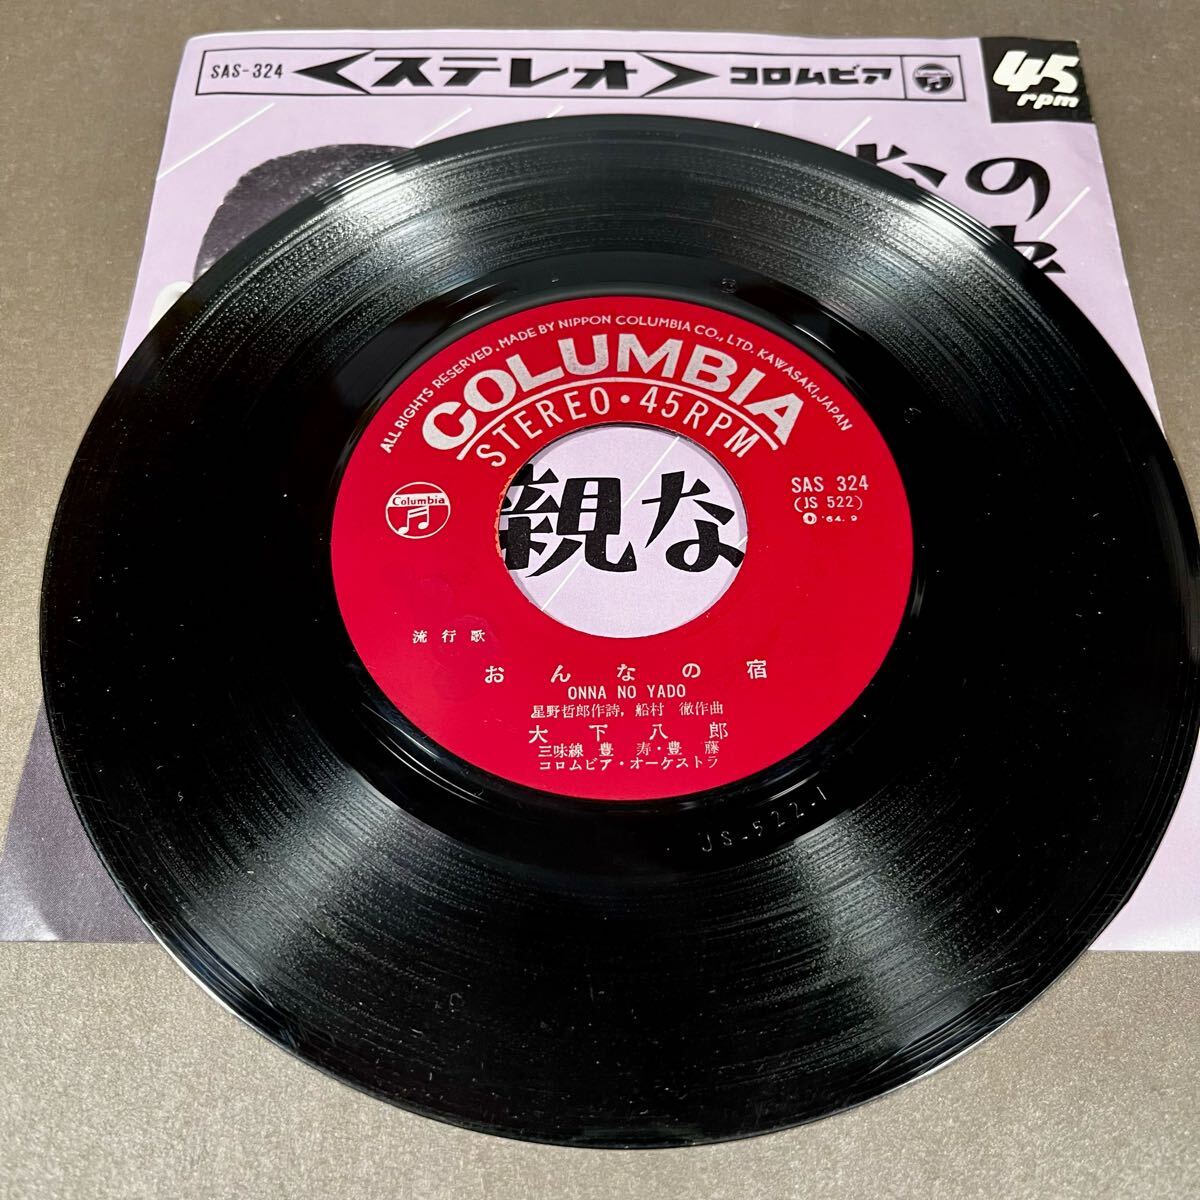 SAS-324 ステレオ コロムビア Columbia
45
rpm
の
ALL RIGHTS RESERVED. MADE BY NIPPON COLUMBIA CO., LTD. KAWASAKI, JAPAN
COLUMBIA
STEREO・45RPM
Columbia
親な
SAS 324
(JS 522)
'64. 9
流行歌
おんなの宿
ONNA NO YADO
星野哲郎作詩, 船村 徹作曲
大下八郎
三味線 豊 寿・豊 藤
コロムビア・オーケストラ
JS-522-1